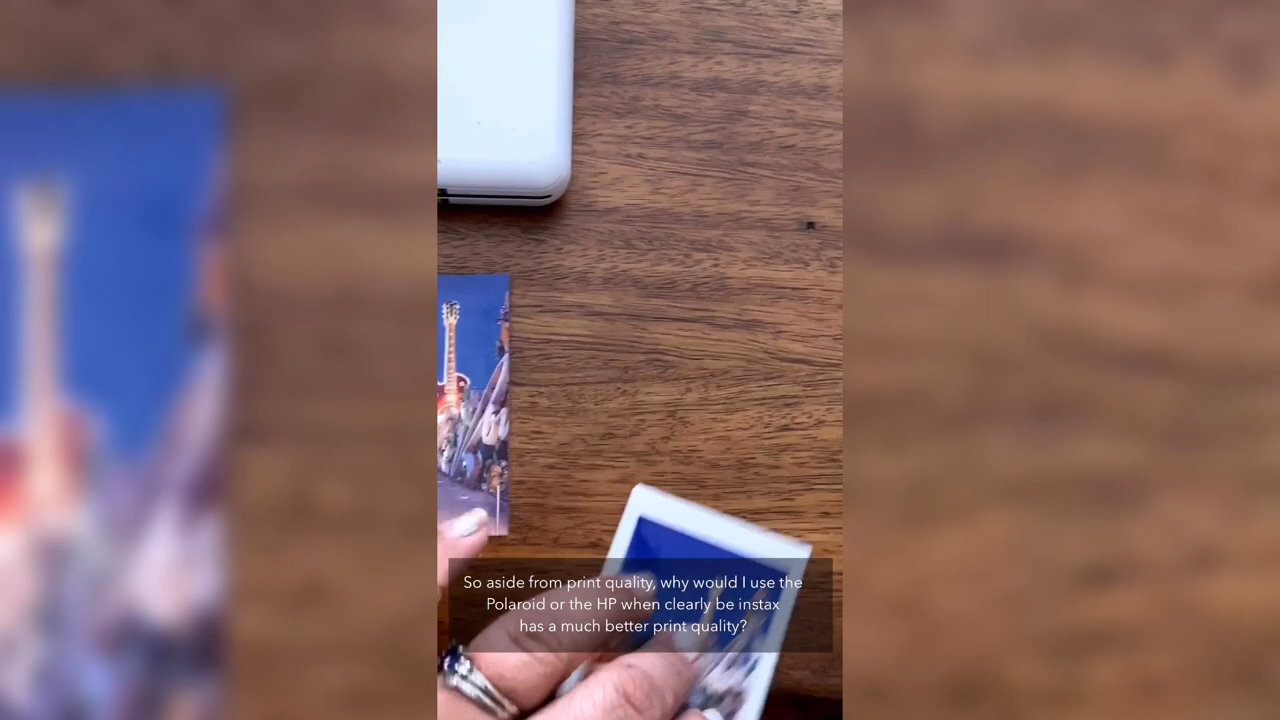 So aside from print quality, why would I use the
Polaroid or the HP when clearly be instax
has a much better print quality?